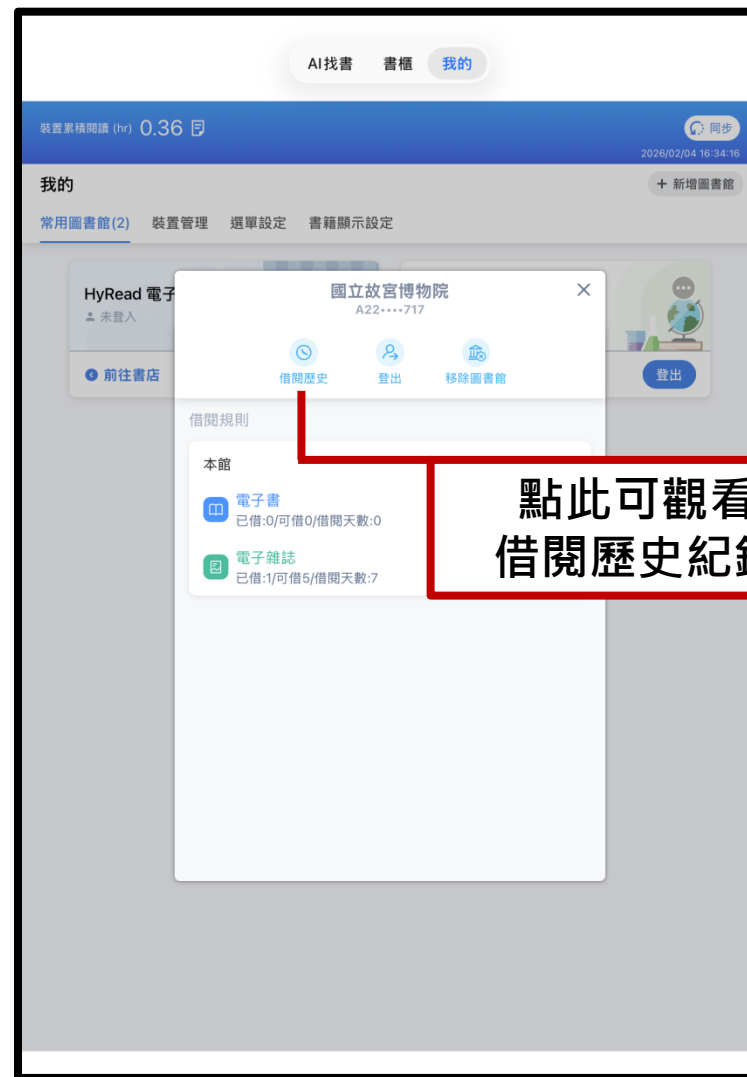 AI找書 書櫃 我的
裝置累積閱讀 (hr) 0.36
同步
2026/02/04 16:34:16
我的
+ 新增圖書館
常用圖書館(2) 裝置管理 選單設定 書籍顯示設定
HyRead 電子
未登入
前往書店
登出
國立故宮博物院
A22••••717
借閱歷史 登出 移除圖書館
借閱規則
本館
電子書
已借:0/可借0/借閱天數:0
電子雜誌
已借:1/可借5/借閱天數:7
點此可觀看
借閱歷史紀錄